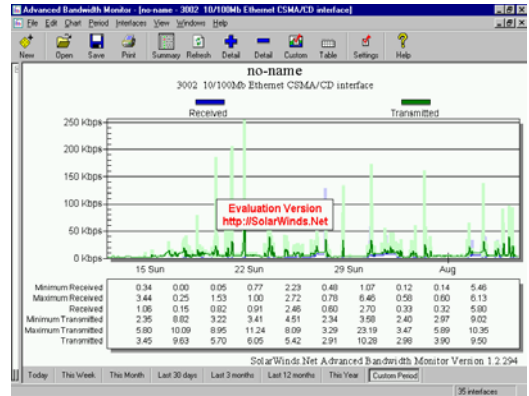 Advanced Bandwidth Monitor - [no-name - 3002 10/100Mb Ethernet CSMA/CD interface]
File Edit Chart Period Interfaces View Windows Help
New Open Save Print Summary Refresh Detail Detail Custom Table Settings Help
no-name
3002 10/100Mb Ethernet CSMA/CD interface
Received Transmitted
250 Kbps
200 Kbps
150 Kbps
100 Kbps
50 Kbps
0 Kbps
Evaluation Version
http://SolarWinds.Net
15 Sun 22 Sun 29 Sun Aug
Minimum Received 0.34 0.00 0.05 0.77 2.23 0.48 1.07 0.12 0.14 5.46
Maximum Received 3.44 0.25 1.53 1.00 2.72 0.78 6.46 0.58 0.60 6.13
Received 1.06 0.15 0.82 0.91 2.46 0.60 2.70 0.33 0.32 5.80
Minimum Transmitted 2.35 8.82 3.22 3.41 4.51 2.34 3.58 2.40 2.97 9.02
Maximum Transmitted 5.80 10.09 8.95 11.24 8.09 3.29 23.19 3.47 5.89 10.35
Transmitted 3.45 9.63 5.70 6.05 5.42 2.91 10.28 2.98 3.90 9.50
SolarWinds.Net Advanced Bandwidth Monitor Version 1.2.294
Today This Week This Month Last 30 days Last 3 months Last 12 months This Year Custom Period
35 interfaces